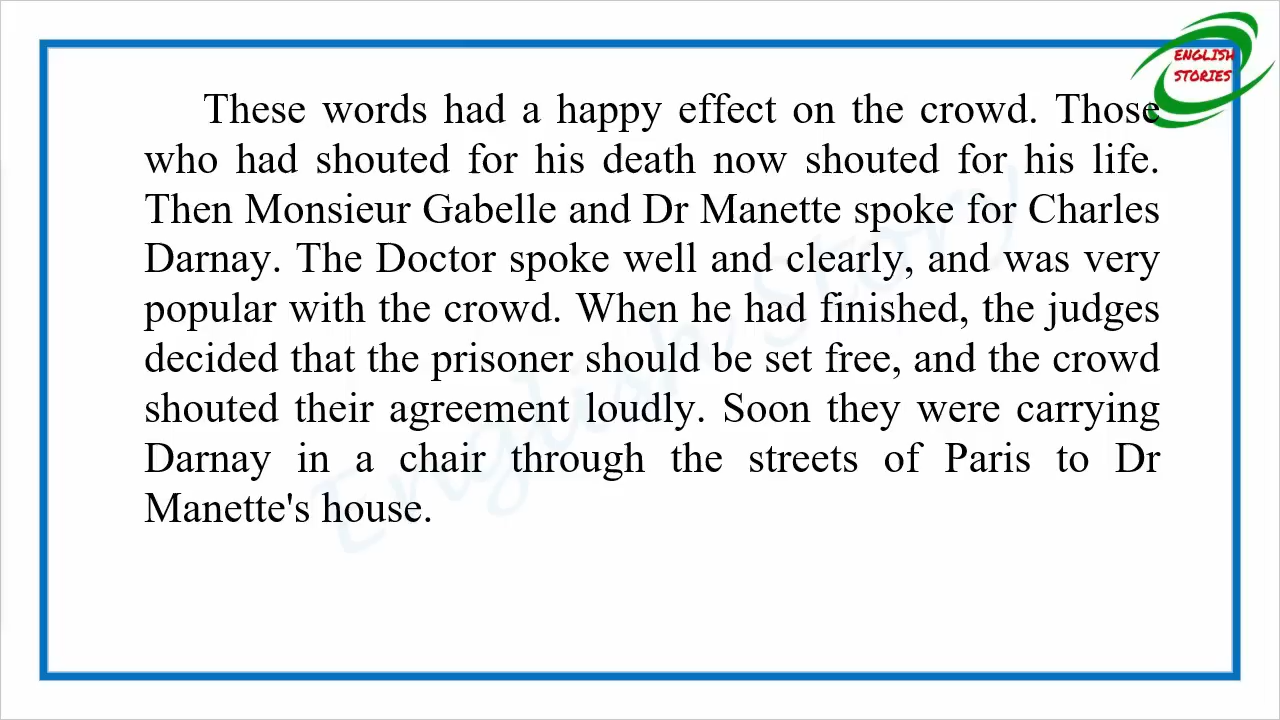 ENGLISH
STORIES
These words had a happy effect on the crowd. Those
who had shouted for his death now shouted for his life.
Then Monsieur Gabelle and Dr Manette spoke for Charles
Darnay. The Doctor spoke well and clearly, and was very
popular with the crowd. When he had finished, the judges
decided that the prisoner should be set free, and the crowd
shouted their agreement loudly. Soon they were carrying
Darnay in a chair through the streets of Paris to Dr
Manette's house.
English Story